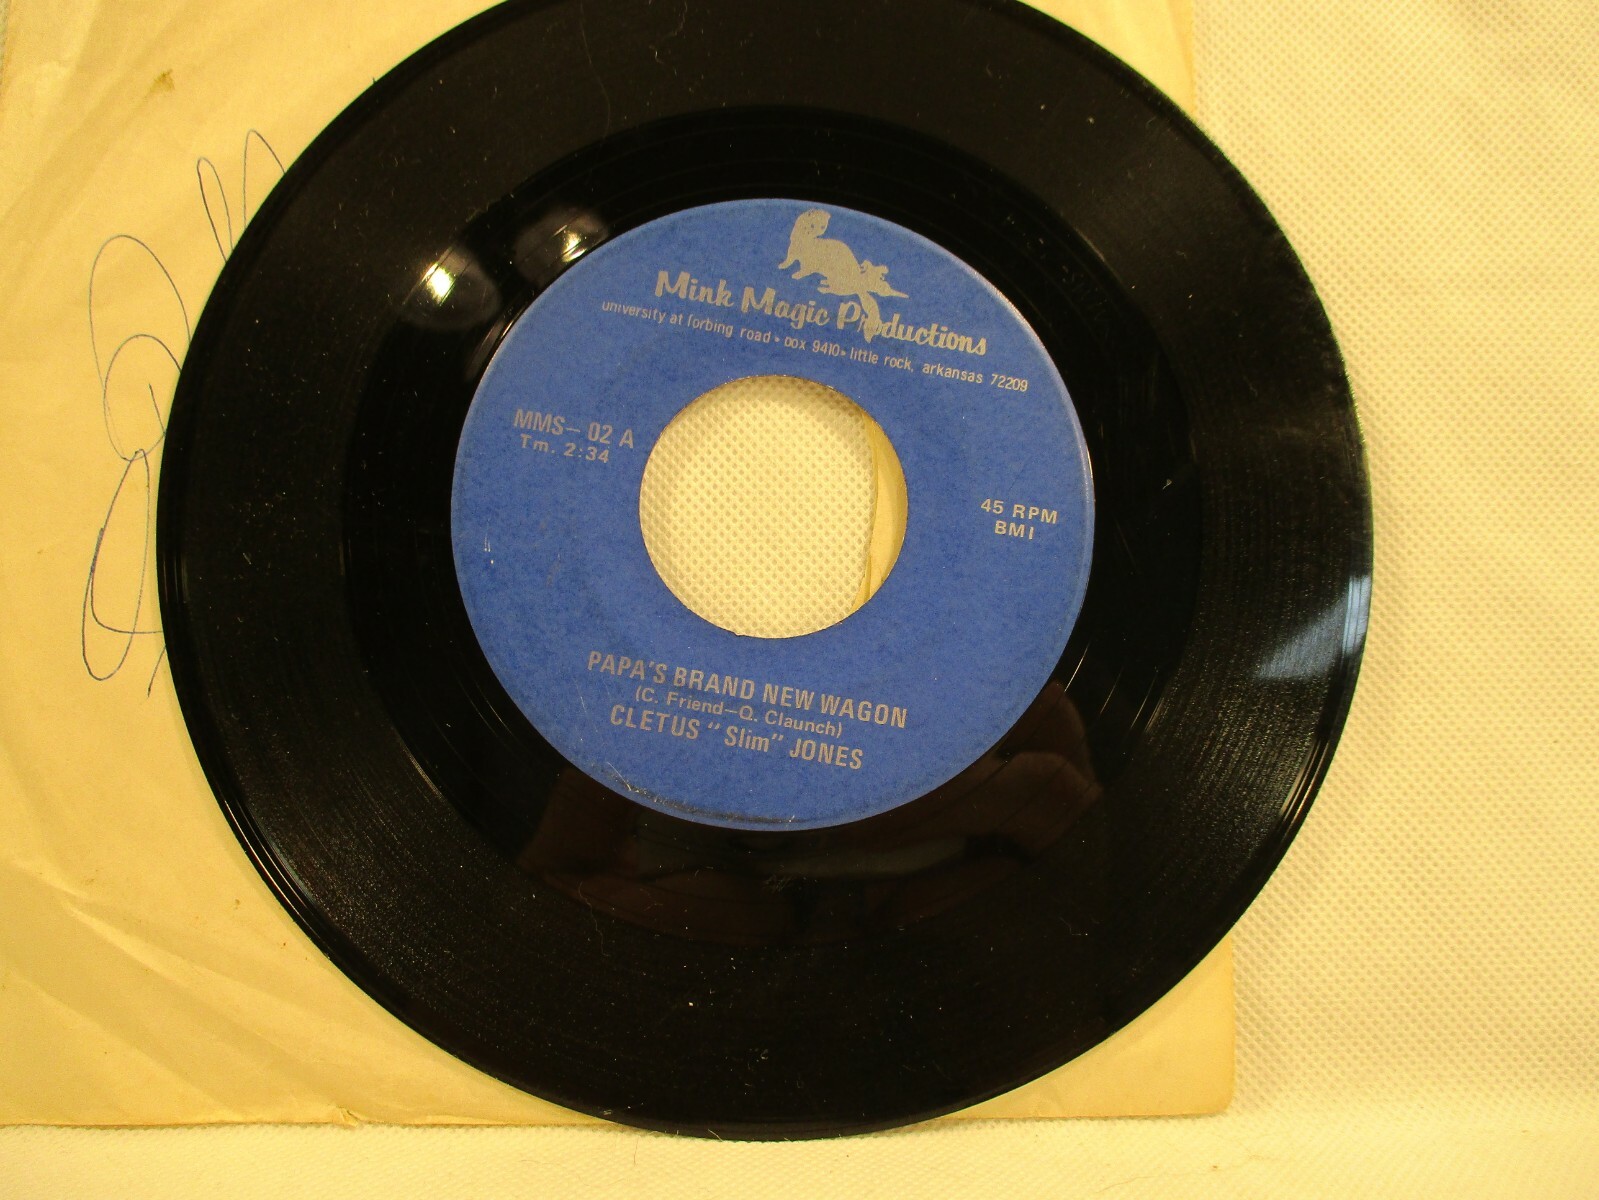 Mink Magic Productions
university at forbing road • box 9410 • little rock, arkansas 72209
MMS– 02 A
Tm. 2:34
45 RPM
BMI
PAPA'S BRAND NEW WAGON
(C. Friend–Q. Claunch)
CLETUS "Slim" JONES